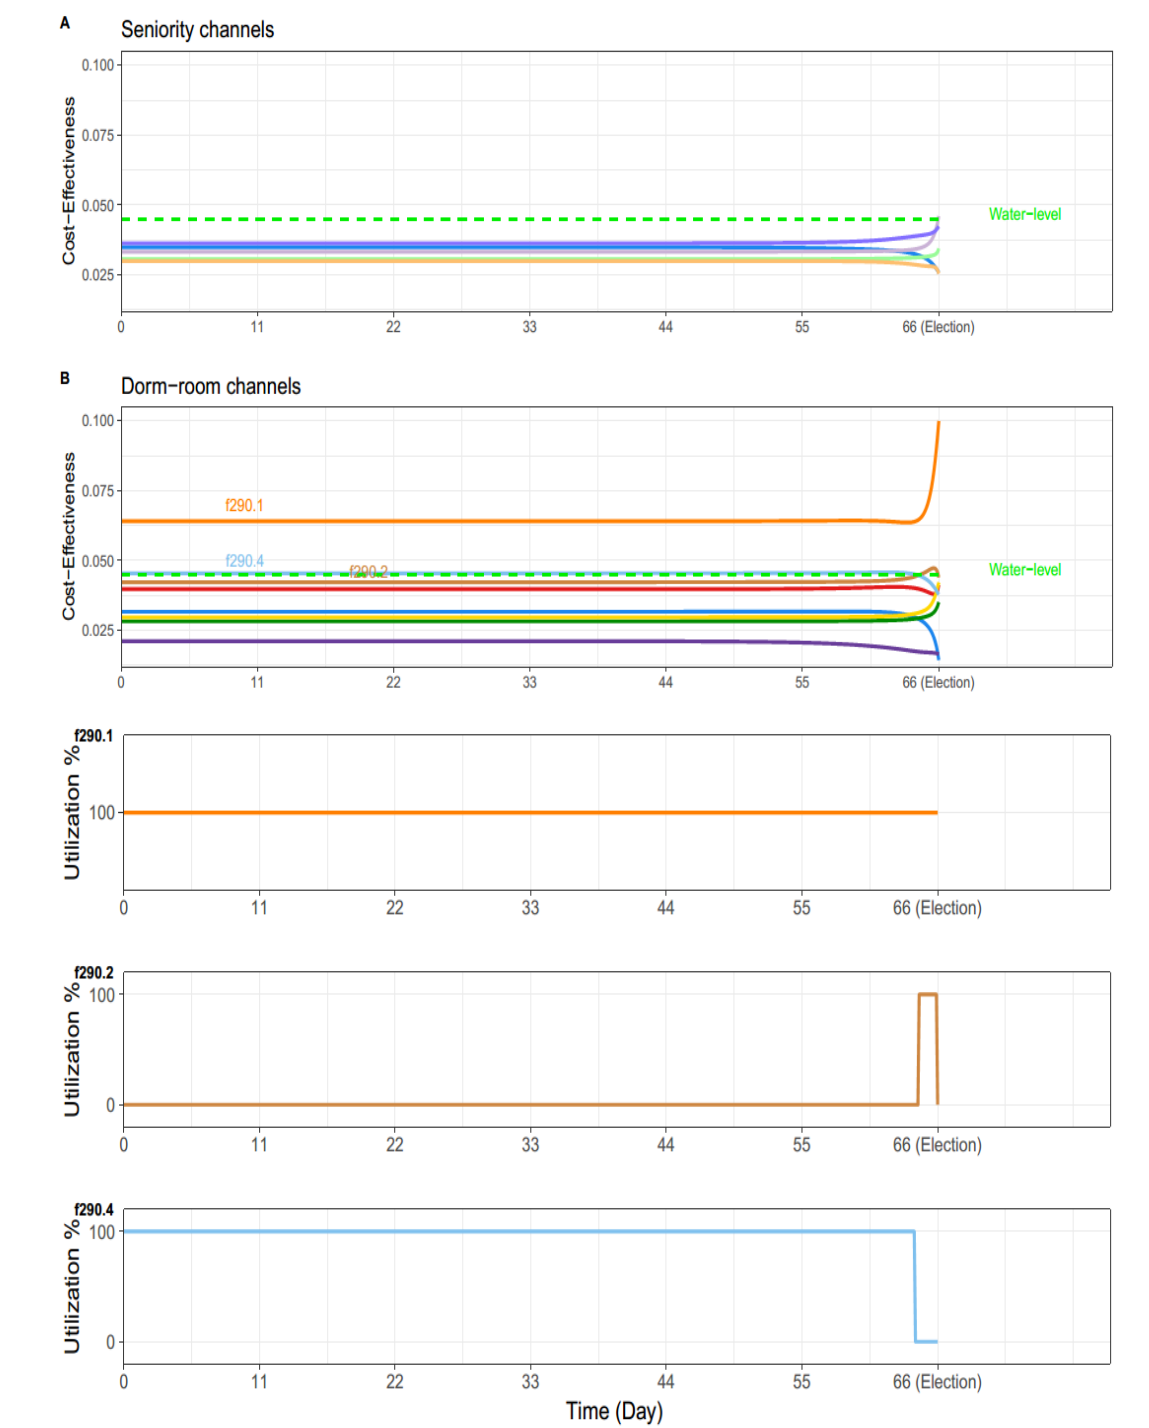 A
Seniority channels
Cost−Effectiveness
0.100
0.075
0.050
0.025
Water−level
0 11 22 33 44 55 66 (Election)
B
Dorm−room channels
Cost−Effectiveness
0.100
0.075
0.050
0.025
f290.1
f290.4
f290.2
Water−level
0 11 22 33 44 55 66 (Election)
f290.1
Utilization %
100
0 11 22 33 44 55 66 (Election)
f290.2
Utilization %
100
0
0 11 22 33 44 55 66 (Election)
f290.4
Utilization %
100
0
0 11 22 33 44 55 66 (Election)
Time (Day)